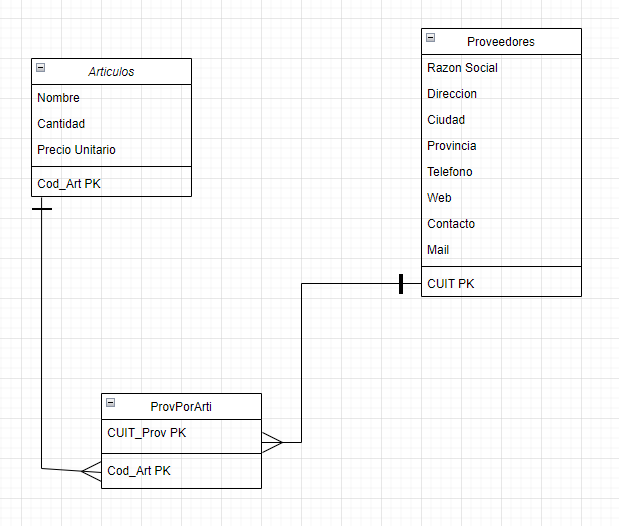 Articulos
Nombre
Cantidad
Precio Unitario
Cod_Art PK
Proveedores
Razon Social
Direccion
Ciudad
Provincia
Telefono
Web
Contacto
Mail
CUIT PK
ProvPorArti
CUIT_Prov PK
Cod_Art PK